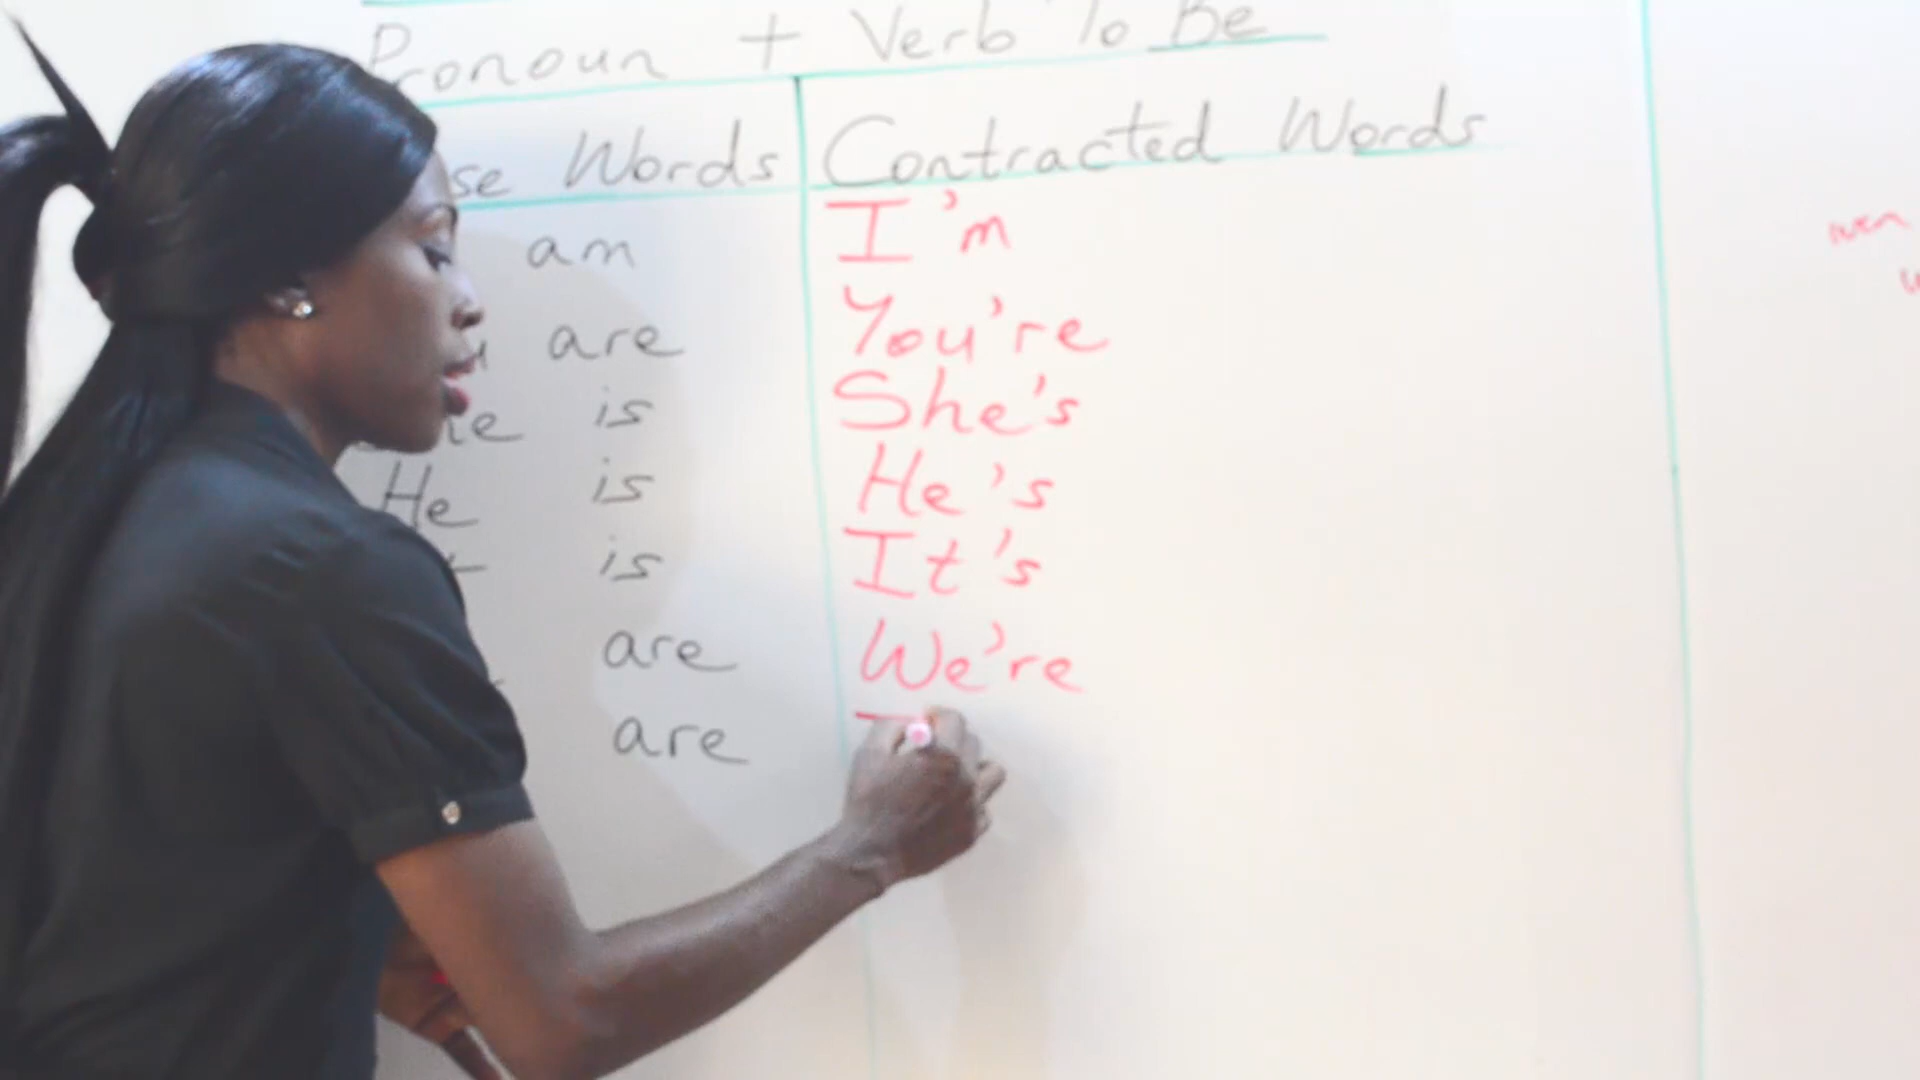 Pronoun + Verb To Be
Words Contracted Words
am I'm
are You're
is She's
He is He's
is It's
are We're
are